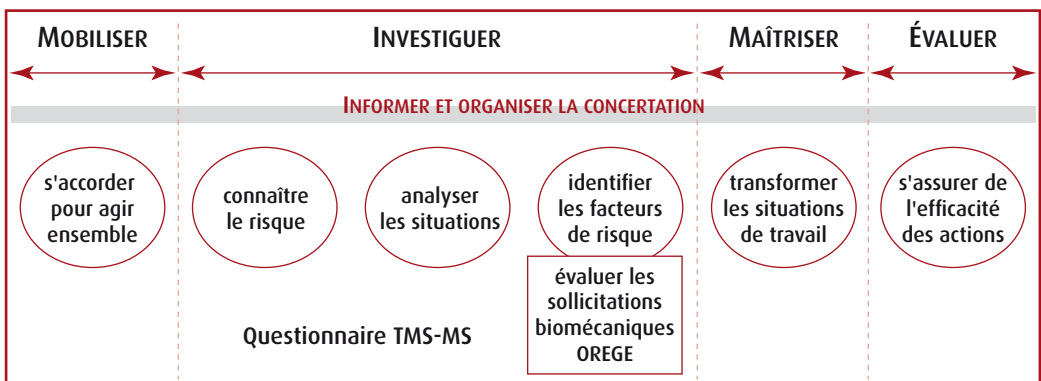 MOBILISER
INVESTIGUER
MAÎTRISER
ÉVALUER
INFORMER ET ORGANISER LA CONCERTATION
s'accorder
pour agir
ensemble
connaître
le risque
analyser
les situations
identifier
les facteurs
de risque
transformer
les situations
de travail
s'assurer de
l'efficacité
des actions
évaluer les
sollicitations
biomécaniques
OREGE
Questionnaire TMS-MS